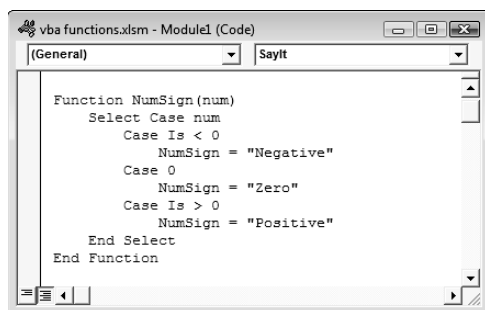 vba functions.xlsm - Module1 (Code)
(General) SayIt
Function NumSign(num)
    Select Case num
        Case Is < 0
            NumSign = "Negative"
        Case 0
            NumSign = "Zero"
        Case Is > 0
            NumSign = "Positive"
    End Select
End Function